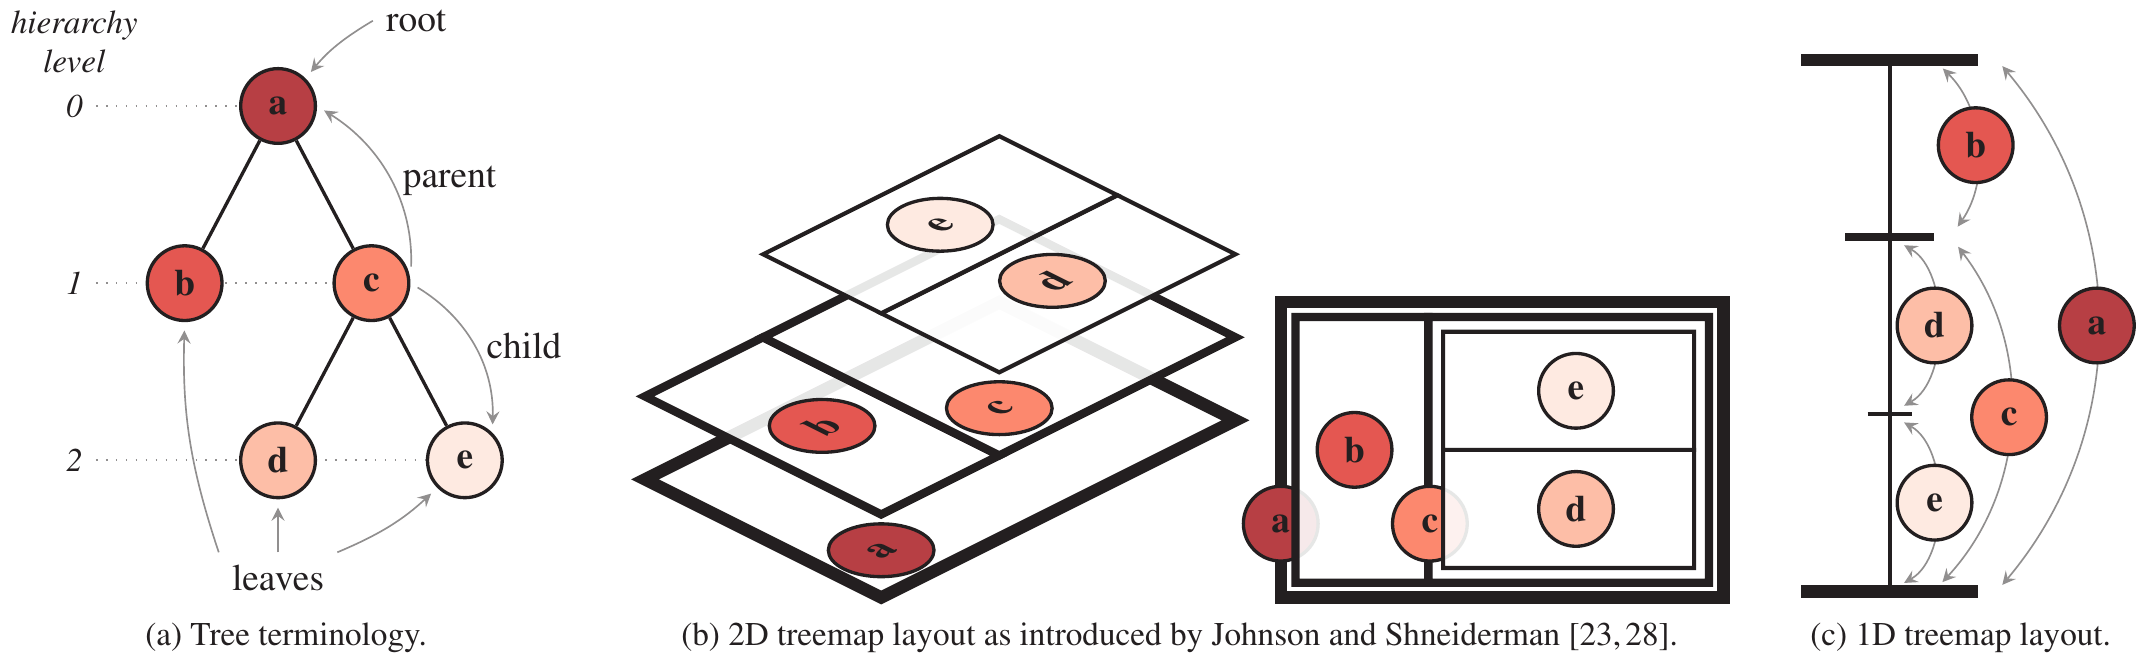 hierarchy
level
root
0
a
parent
1
b
c
child
2
d
e
leaves
(a) Tree terminology.
e
d
b
c
a
e
b
d
a
c
(b) 2D treemap layout as introduced by Johnson and Shneiderman [23, 28].
b
d
a
c
e
(c) 1D treemap layout.